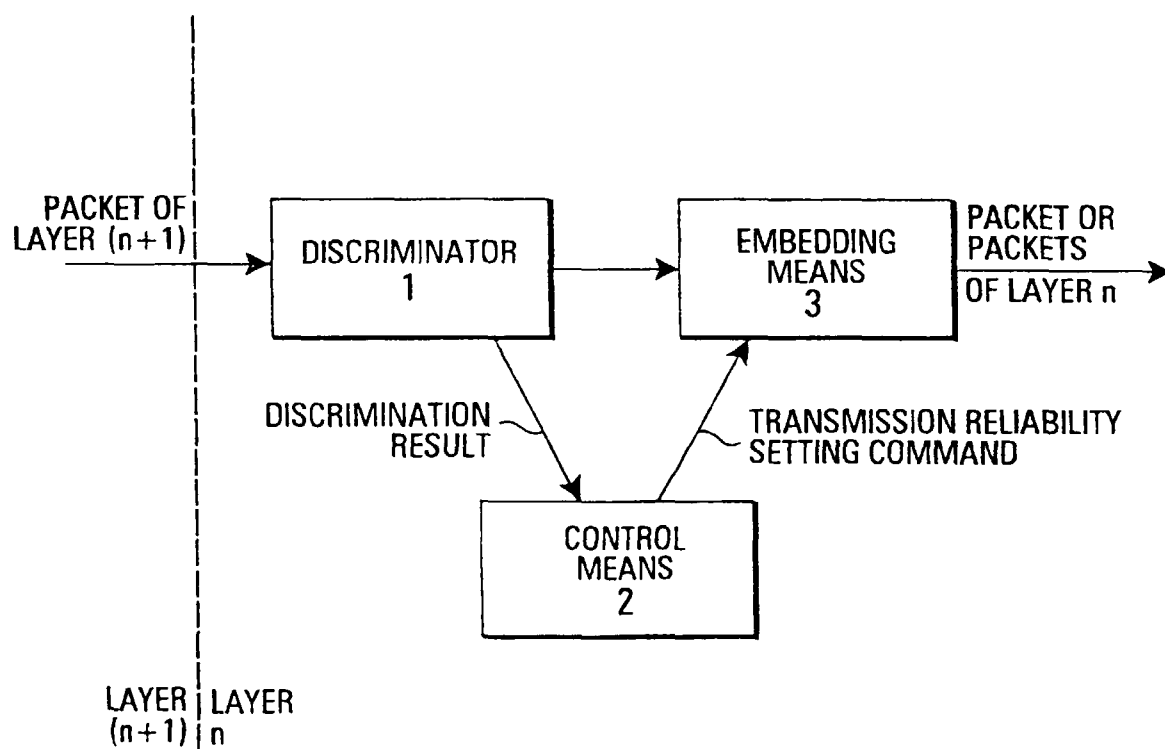 PACKET OF
LAYER (n+1)
DISCRIMINATOR
1
EMBEDDING
MEANS
3
PACKET OR
PACKETS
OF LAYER n
DISCRIMINATION
RESULT
TRANSMISSION RELIABILITY
SETTING COMMAND
CONTROL
MEANS
2
LAYER
(n+1)
LAYER
n